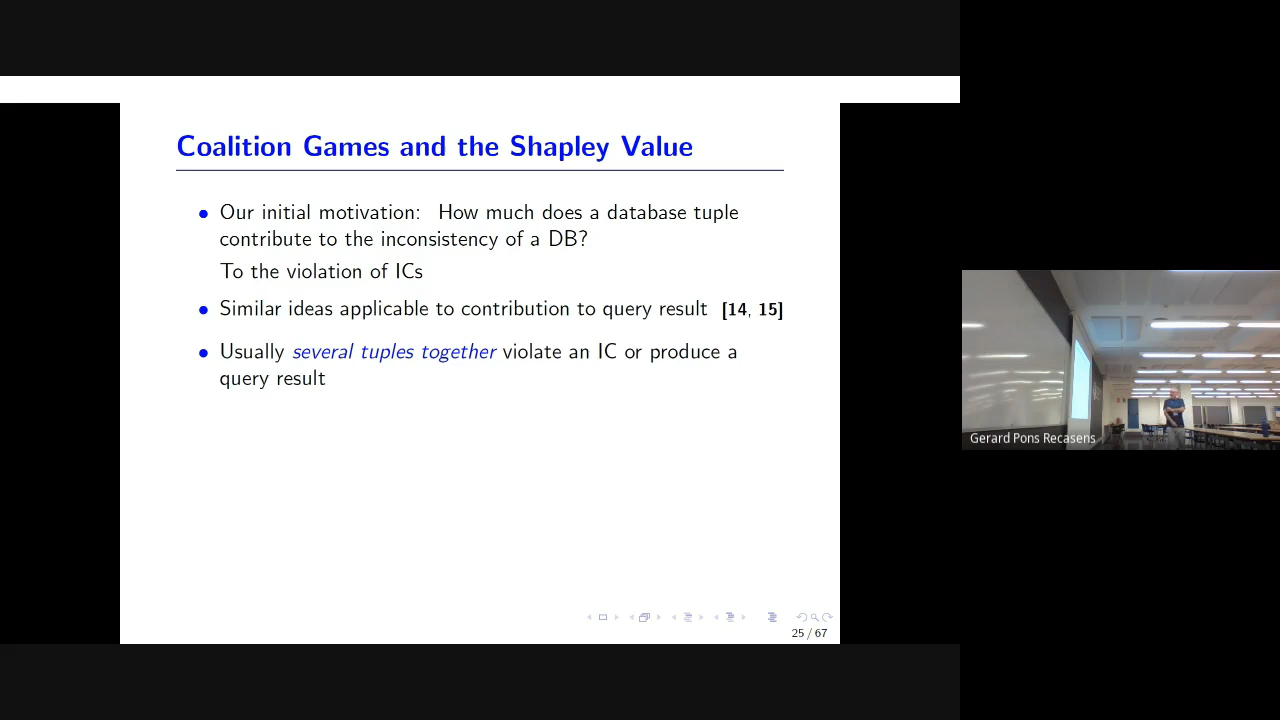 Coalition Games and the Shapley Value
• Our initial motivation: How much does a database tuple
contribute to the inconsistency of a DB?
To the violation of ICs
• Similar ideas applicable to contribution to query result [14, 15]
• Usually several tuples together violate an IC or produce a
query result
25 / 67
Gerard Pons Recasens